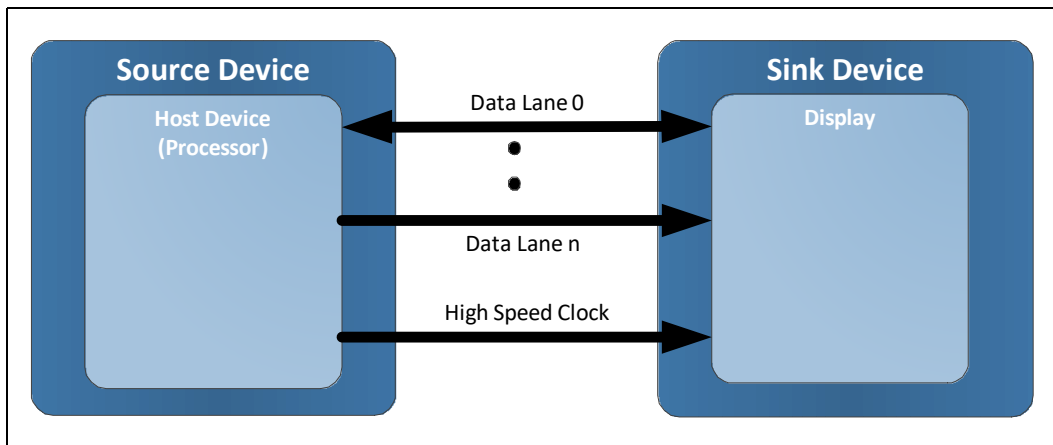 Source Device
Host Device
(Processor)
Data Lane 0
Data Lane n
High Speed Clock
Sink Device
Display